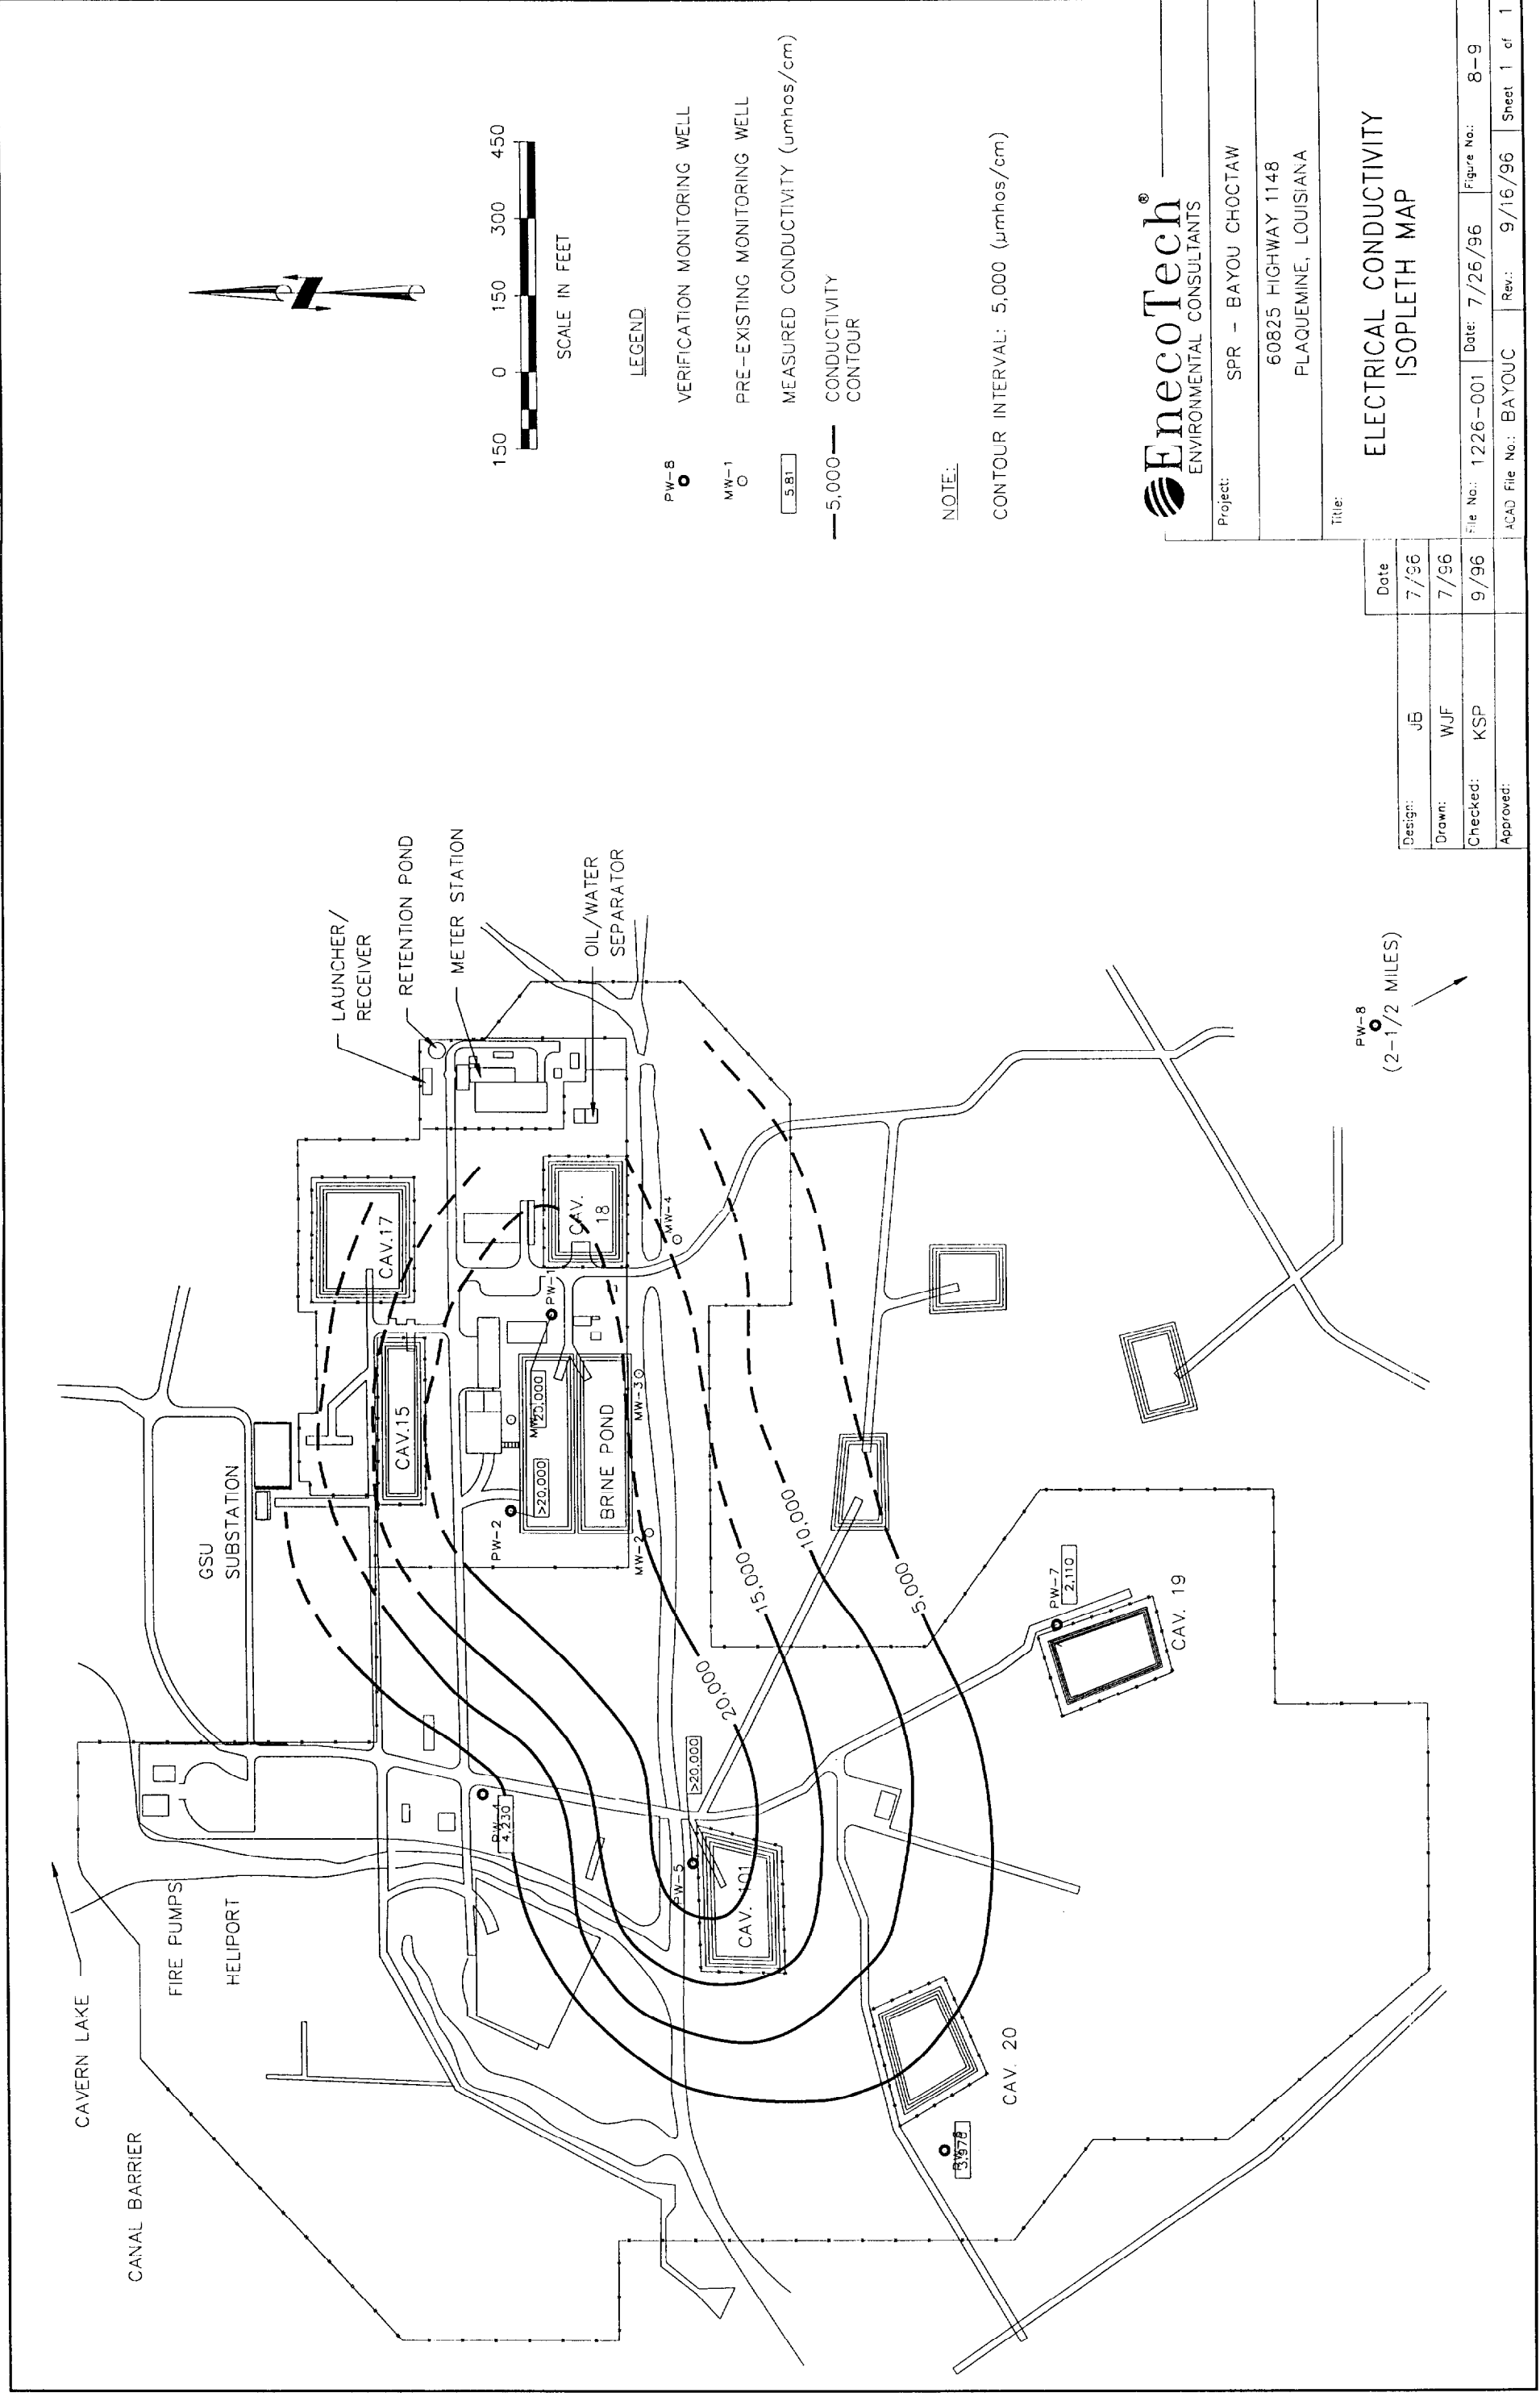 CAVERN LAKE
CANAL BARRIER
FIRE PUMPS
HELIPORT
GSU
SUBSTATION
LAUNCHER/
RECEIVER
RETENTION POND
METER STATION
OIL/WATER
SEPARATOR
CAV.17
CAV.15
CAV.
18
PW-1
PW-2
>20,000
20,000
BRINE POND
MW-2
MW-3
MW-4
4,230
PW-5
>20,000
CAV. 101
20,000
15,000
10,000
5,000
PW-7
2,110
CAV. 19
CAV. 20
3,970
PW-8
(2-1/2 MILES)
150 0 150 300 450
SCALE IN FEET
LEGEND
PW-8 VERIFICATION MONITORING WELL
MW-1 PRE-EXISTING MONITORING WELL
5.81 MEASURED CONDUCTIVITY (umhos/cm)
5,000 CONDUCTIVITY
CONTOUR
NOTE:
CONTOUR INTERVAL: 5,000 (µmhos/cm)
EnecoTech®
ENVIRONMENTAL CONSULTANTS
Project: SPR - BAYOU CHOCTAW
60825 HIGHWAY 1148
PLAQUEMINE, LOUISIANA
Title:
ELECTRICAL CONDUCTIVITY
ISOPLETH MAP
Date
Design: JB 7/96
Drawn: WJF 7/96
Checked: KSP 9/96
Approved:
File No.: 1226-001 Date: 7/26/96 Figure No.: 8-9
ACAD File No.: BAYOUC Rev.: 9/16/96 Sheet 1 of 1